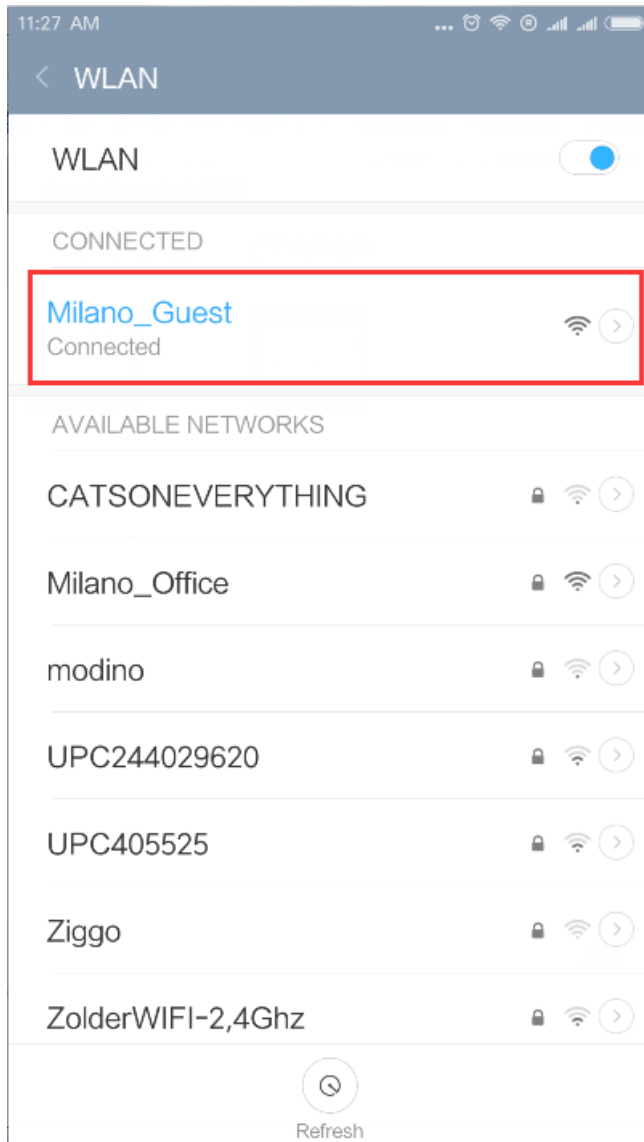 11:27 AM
WLAN
WLAN
CONNECTED
Milano_Guest
Connected
AVAILABLE NETWORKS
CATSONEVERYTHING
Milano_Office
modino
UPC244029620
UPC405525
Ziggo
ZolderWIFI-2,4Ghz
Refresh